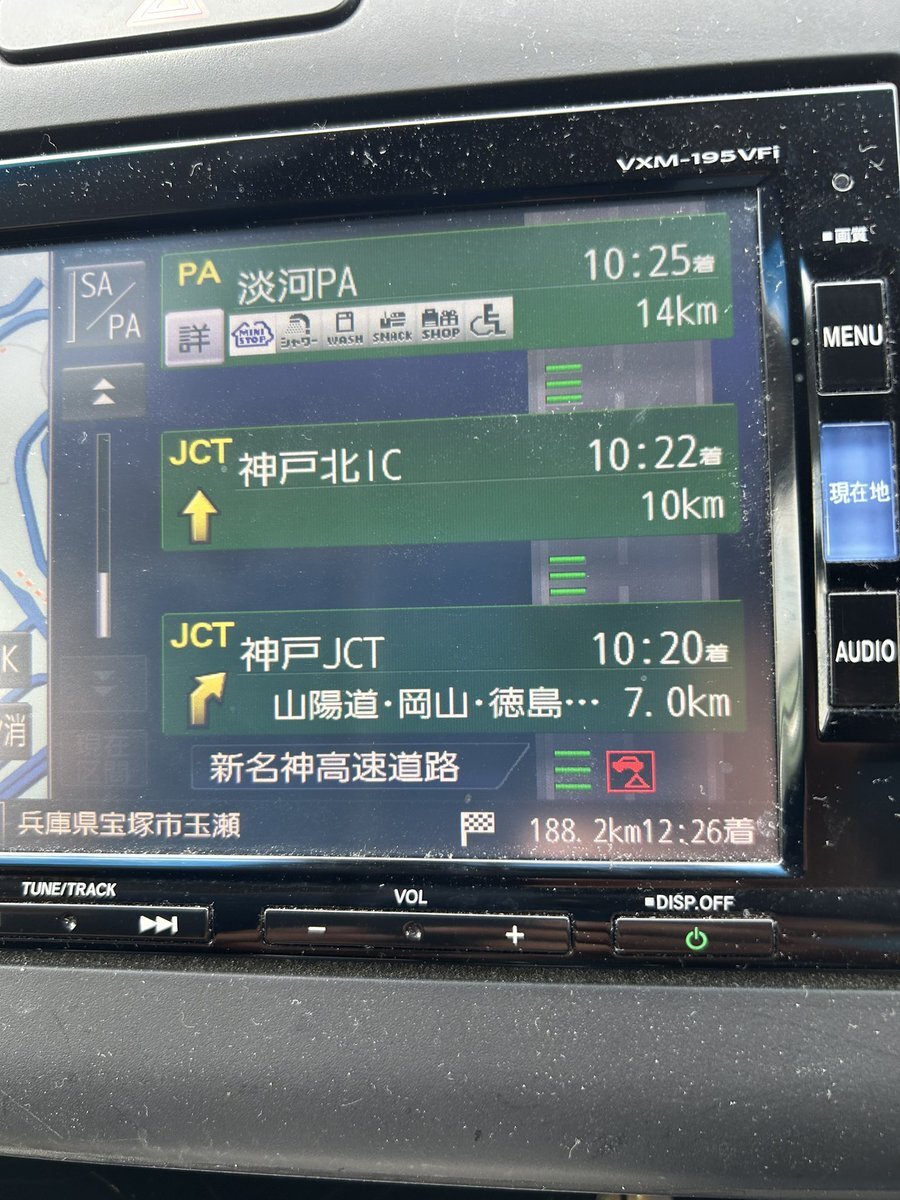 VXM-195VFi
■画質
SA/PA
PA 淡河PA 10:25着
14km
詳 MINI STOP シャワー WASH SNACK SHOP
MENU
JCT 神戸北IC 10:22着
10km
現在地
JCT 神戸JCT 10:20着
山陽道・岡山・徳島… 7.0km
AUDIO
K
消
新名神高速道路
兵庫県宝塚市玉瀬 188.2km12:26着
TUNE/TRACK
VOL
■DISP.OFF
− +